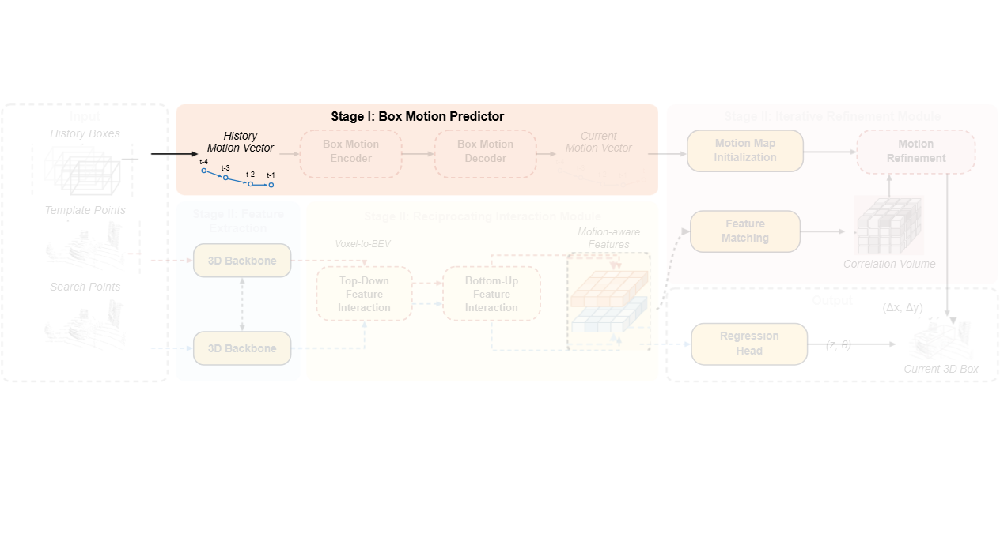 Input
History Boxes
Template Points
Search Points
Stage I: Box Motion Predictor
History
Motion Vector
t-4
t-3
t-2
t-1
Box Motion
Encoder
Box Motion
Decoder
Current
Motion Vector
Stage II: Feature
Extraction
3D Backbone
3D Backbone
Stage II: Reciprocating Interaction Module
Voxel-to-BEV
Top-Down
Feature
Interaction
Bottom-Up
Feature
Interaction
Motion-aware
Features
Iterative Refinement Module
Motion Map
Initialization
Motion
Refinement
Feature
Matching
Correlation Volume
Output
(Δx, Δy)
Regression
Head
(z, θ)
Current 3D Box